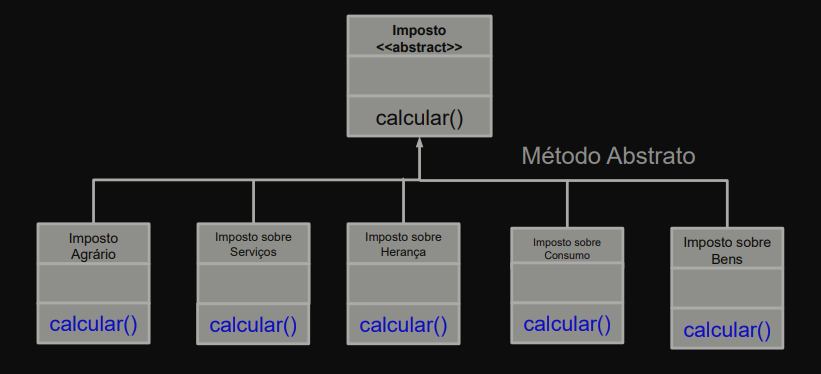 Imposto
<<abstract>>
calcular()
Método Abstrato
Imposto
Agrário
calcular()
Imposto sobre
Serviços
calcular()
Imposto sobre
Herança
calcular()
Imposto sobre
Consumo
calcular()
Imposto sobre
Bens
calcular()